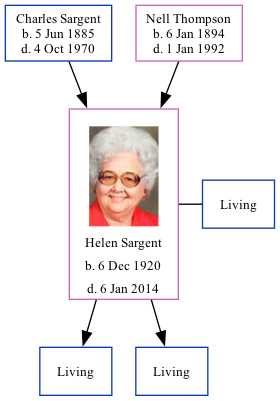 Charles Sargent
b. 5 Jun 1885
d. 4 Oct 1970
Nell Thompson
b. 6 Jan 1894
d. 1 Jan 1992
Helen Sargent
b. 6 Dec 1920
d. 6 Jan 2014
Living
Living
Living